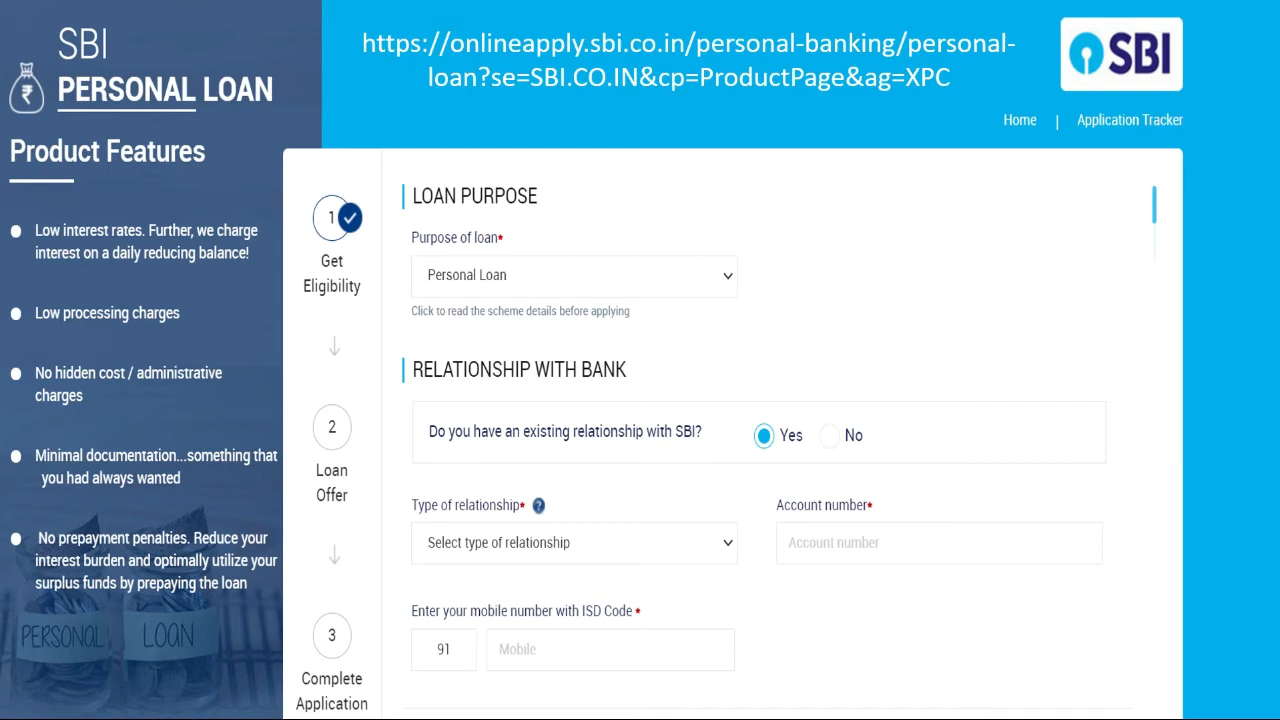 SBI
PERSONAL LOAN
Product Features
Low interest rates. Further, we charge
interest on a daily reducing balance!
Low processing charges
No hidden cost / administrative
charges
Minimal documentation...something that
you had always wanted
No prepayment penalties. Reduce your
interest burden and optimally utilize your
surplus funds by prepaying the loan
PERSONAL
LOAN
https://onlineapply.sbi.co.in/personal-banking/personal-
loan?se=SBI.CO.IN&cp=ProductPage&ag=XPC
SBI
Home | Application Tracker
1
Get
Eligibility
2
Loan
Offer
3
Complete
Application
LOAN PURPOSE
Purpose of loan*
Personal Loan
Click to read the scheme details before applying
RELATIONSHIP WITH BANK
Do you have an existing relationship with SBI? Yes No
Type of relationship* ?
Select type of relationship
Account number*
Account number
Enter your mobile number with ISD Code *
91 Mobile